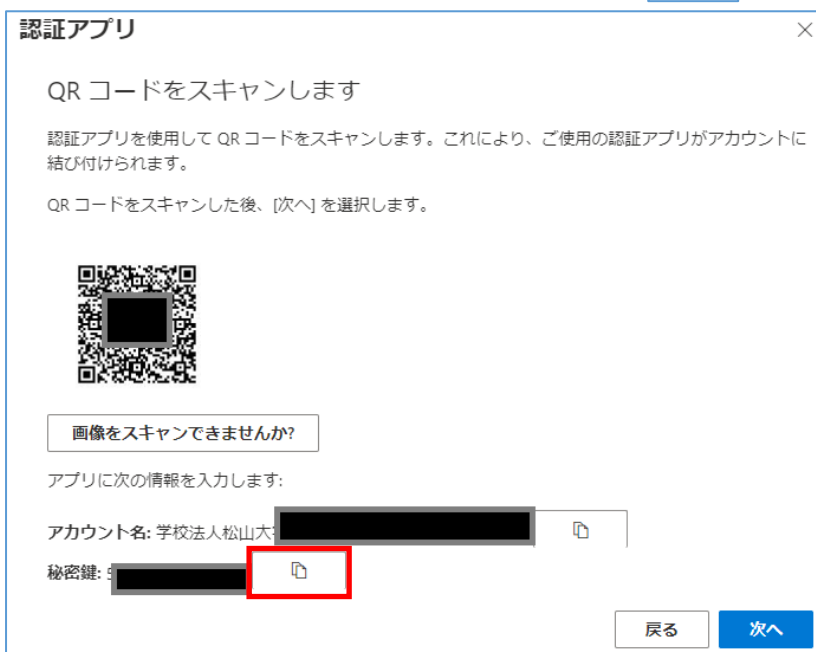 認証アプリ
QR コードをスキャンします
認証アプリを使用して QR コードをスキャンします。これにより、ご使用の認証アプリがアカウントに
結び付けられます。
QR コードをスキャンした後、[次へ] を選択します。
画像をスキャンできませんか?
アプリに次の情報を入力します:
アカウント名: 学校法人松山大
秘密鍵:
戻る
次へ